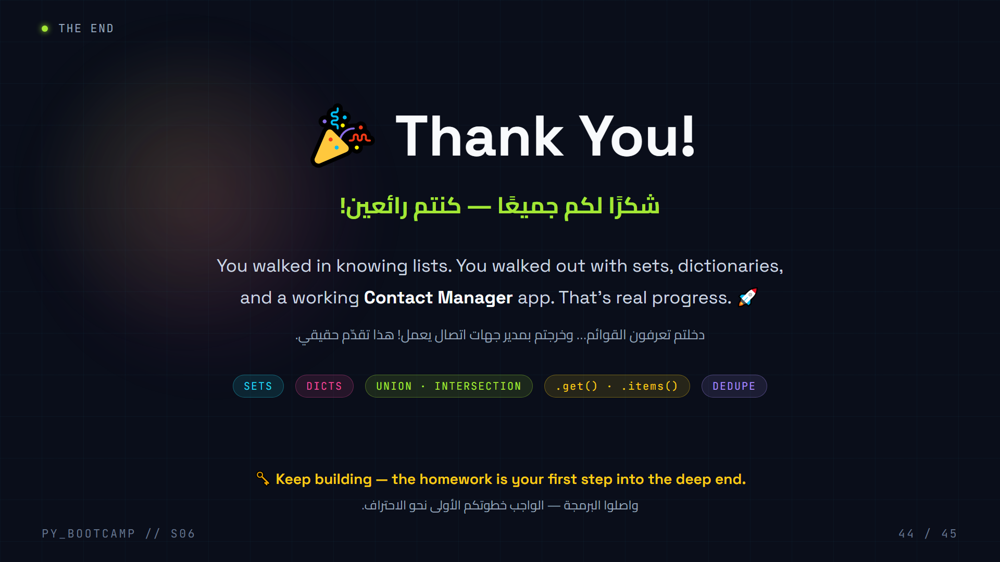 THE END
🎉 Thank You!
شكرًا لكم جميعًا — كنتم رائعين!
You walked in knowing lists. You walked out with sets, dictionaries,
and a working Contact Manager app. That's real progress. 🚀
دخلتم تعرفون القوائم... وخرجتم بمدير جهات اتصال يعمل! هذا تقدّم حقيقي.
SETS DICTS UNION · INTERSECTION .get() · .items() DEDUPE
🔑 Keep building — the homework is your first step into the deep end.
واصلوا البرمجة — الواجب خطوتكم الأولى نحو الاحتراف.
PY_BOOTCAMP // S06
44 / 45